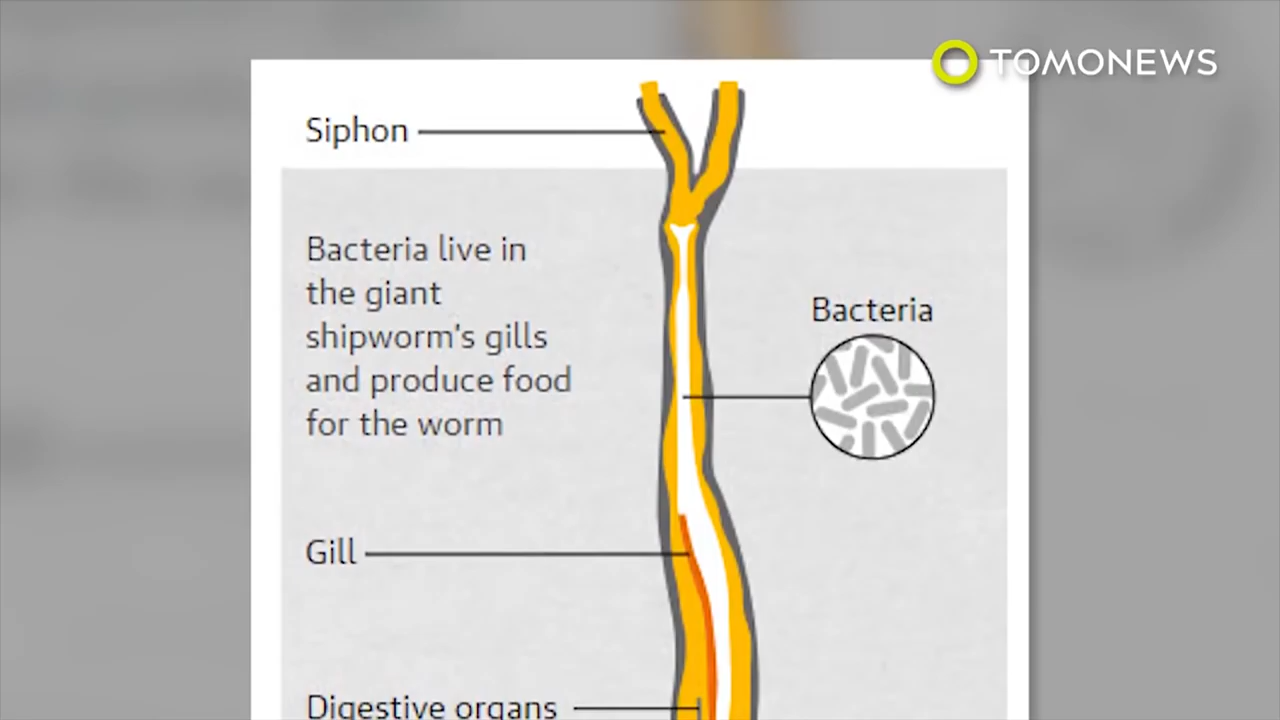 TOMONEWS
Siphon
Bacteria live in
the giant
shipworm's gills
and produce food
for the worm
Bacteria
Gill
Digestive organs